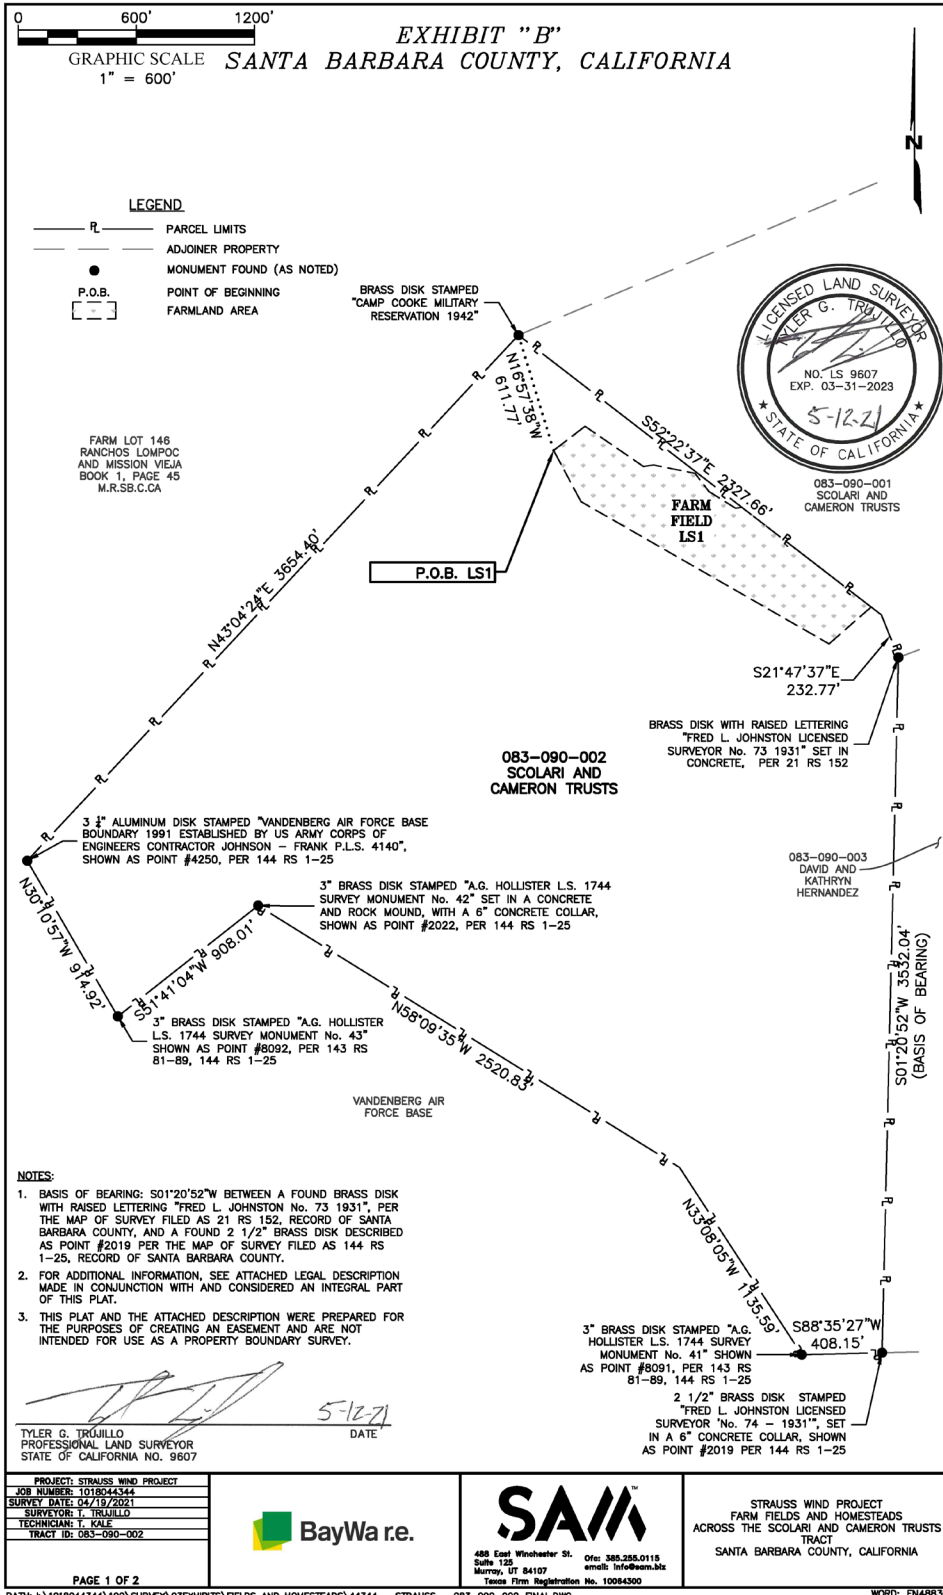 0 600' 1200'
GRAPHIC SCALE
1" = 600'
EXHIBIT "B"
SANTA BARBARA COUNTY, CALIFORNIA
N
LEGEND
PL PARCEL LIMITS
ADJOINER PROPERTY
MONUMENT FOUND (AS NOTED)
P.O.B. POINT OF BEGINNING
FARMLAND AREA
BRASS DISK STAMPED
"CAMP COOKE MILITARY
RESERVATION 1942"
LICENSED LAND SURVEYOR
TYLER G. TRUJILLO
NO. LS 9607
EXP. 03-31-2023
5-12-21
STATE OF CALIFORNIA
083-090-001
SCOLARI AND
CAMERON TRUSTS
FARM LOT 146
RANCHOS LOMPOC
AND MISSION VIEJA
BOOK 1, PAGE 45
M.R.SB.C.CA
N16°57'38"W
611.77'
S52°22'37"E 2327.66'
FARM
FIELD
LS1
P.O.B. LS1
N43°04'24"E 3654.40'
S21°47'37"E
232.77'
BRASS DISK WITH RAISED LETTERING
"FRED L. JOHNSTON LICENSED
SURVEYOR No. 73 1931" SET IN
CONCRETE, PER 21 RS 152
083-090-002
SCOLARI AND
CAMERON TRUSTS
3 ¼" ALUMINUM DISK STAMPED "VANDENBERG AIR FORCE BASE
BOUNDARY 1991 ESTABLISHED BY US ARMY CORPS OF
ENGINEERS CONTRACTOR JOHNSON - FRANK P.L.S. 4140",
SHOWN AS POINT #4250, PER 144 RS 1-25
083-090-003
DAVID AND
KATHRYN
HERNANDEZ
3" BRASS DISK STAMPED "A.G. HOLLISTER L.S. 1744
SURVEY MONUMENT No. 42" SET IN A CONCRETE
AND ROCK MOUND, WITH A 6" CONCRETE COLLAR,
SHOWN AS POINT #2022, PER 144 RS 1-25
N30°10'57"W 914.92'
S51°41'04"W 908.01'
3" BRASS DISK STAMPED "A.G. HOLLISTER
L.S. 1744 SURVEY MONUMENT No. 43"
SHOWN AS POINT #8092, PER 143 RS
81-89, 144 RS 1-25
N58°09'35"W 2520.83'
S01°20'52"W 3532.04'
(BASIS OF BEARING)
VANDENBERG AIR
FORCE BASE
NOTES:
1. BASIS OF BEARING: S01°20'52"W BETWEEN A FOUND BRASS DISK
WITH RAISED LETTERING "FRED L. JOHNSTON No. 73 1931", PER
THE MAP OF SURVEY FILED AS 21 RS 152, RECORD OF SANTA
BARBARA COUNTY, AND A FOUND 2 1/2" BRASS DISK DESCRIBED
AS POINT #2019 PER THE MAP OF SURVEY FILED AS 144 RS
1-25, RECORD OF SANTA BARBARA COUNTY.
2. FOR ADDITIONAL INFORMATION, SEE ATTACHED LEGAL DESCRIPTION
MADE IN CONJUNCTION WITH AND CONSIDERED AN INTEGRAL PART
OF THIS PLAT.
3. THIS PLAT AND THE ATTACHED DESCRIPTION WERE PREPARED FOR
THE PURPOSES OF CREATING AN EASEMENT AND ARE NOT
INTENDED FOR USE AS A PROPERTY BOUNDARY SURVEY.
N33°08'05"W 1135.59'
S88°35'27"W
408.15'
3" BRASS DISK STAMPED "A.G.
HOLLISTER L.S. 1744 SURVEY
MONUMENT No. 41" SHOWN
AS POINT #8091, PER 143 RS
81-89, 144 RS 1-25
2 1/2" BRASS DISK STAMPED
"FRED L. JOHNSTON LICENSED
SURVEYOR 'No. 74 - 1931'", SET
IN A 6" CONCRETE COLLAR, SHOWN
AS POINT #2019 PER 144 RS 1-25
5-12-21
TYLER G. TRUJILLO DATE
PROFESSIONAL LAND SURVEYOR
STATE OF CALIFORNIA NO. 9607
PROJECT: STRAUSS WIND PROJECT
JOB NUMBER: 1018044344
SURVEY DATE: 04/19/2021
SURVEYOR: T. TRUJILLO
TECHNICIAN: T. KALE
TRACT ID: 083-090-002
PAGE 1 OF 2
BayWa r.e.
SAM
TM
488 East Winchester St.
Suite 125
Murray, UT 84107
Ofc: 385.255.0115
email: info@sam.biz
Texas Firm Registration No. 10064300
STRAUSS WIND PROJECT
FARM FIELDS AND HOMESTEADS
ACROSS THE SCOLARI AND CAMERON TRUSTS
TRACT
SANTA BARBARA COUNTY, CALIFORNIA